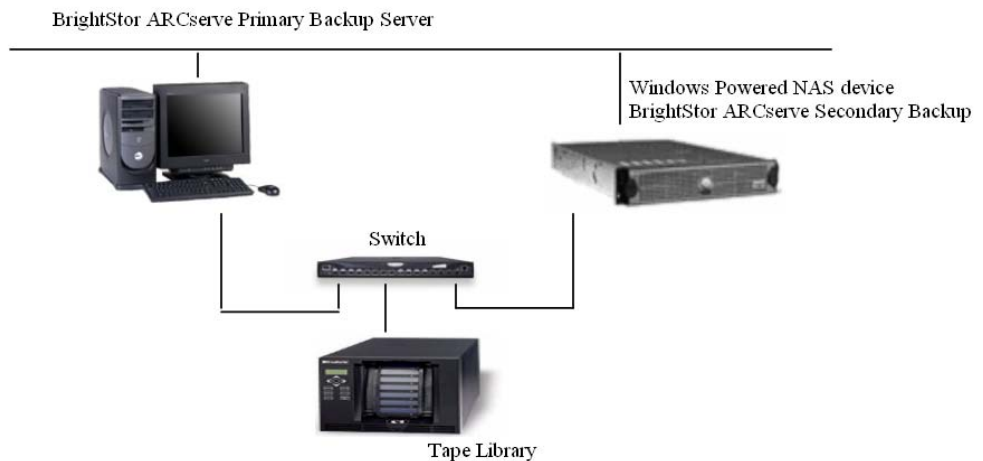 BrightStor ARCserve Primary Backup Server
Windows Powered NAS device
BrightStor ARCserve Secondary Backup
Switch
Tape Library